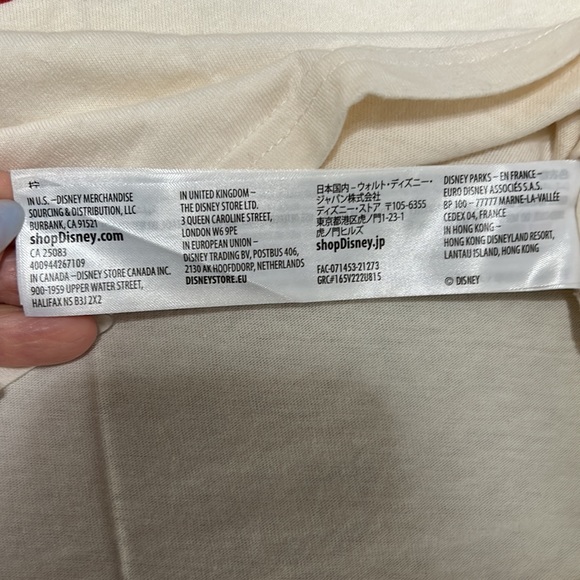 IN U.S. –DISNEY MERCHANDISE
SOURCING & DISTRIBUTION, LLC
BURBANK, CA 91521
shopDisney.com
CA 25083
400944267109
IN CANADA –DISNEY STORE CANADA INC.
900-1959 UPPER WATER STREET,
HALIFAX NS B3J 2X2
IN UNITED KINGDOM –
THE DISNEY STORE LTD.
3 QUEEN CAROLINE STREET,
LONDON W6 9PE
IN EUROPEAN UNION –
DISNEY TRADING BV, POSTBUS 406,
2130 AK HOOFDDORP, NETHERLANDS
DISNEYSTORE.EU
日本国内 – ウォルト・ディズニー・
ジャパン株式会社
ディズニーストア 〒105-6355
東京都港区虎ノ門1-23-1
虎ノ門ヒルズ
shopDisney.jp
FAC-071453-21273
GRC#165V222U815
DISNEY PARKS – EN FRANCE –
EURO DISNEY ASSOCIÉS S.A.S.
BP 100 - 77777 MARNE-LA-VALLÉE
CEDEX 04, FRANCE
IN HONG KONG –
HONG KONG DISNEYLAND RESORT,
LANTAU ISLAND, HONG KONG
© DISNEY